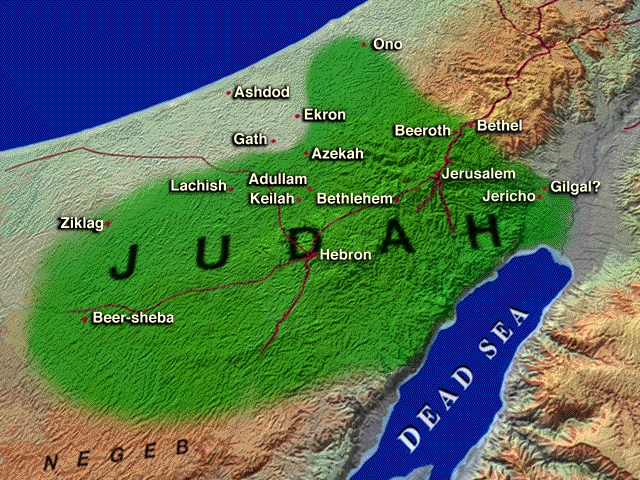 Ono
Ashdod
Ekron
Beeroth
Bethel
Gath
Azekah
Jerusalem
Lachish
Adullam
Gilgal?
Keilah
Bethlehem
Jericho
Ziklag
JUDAH
Hebron
Beer-sheba
DEAD SEA
NEGEB